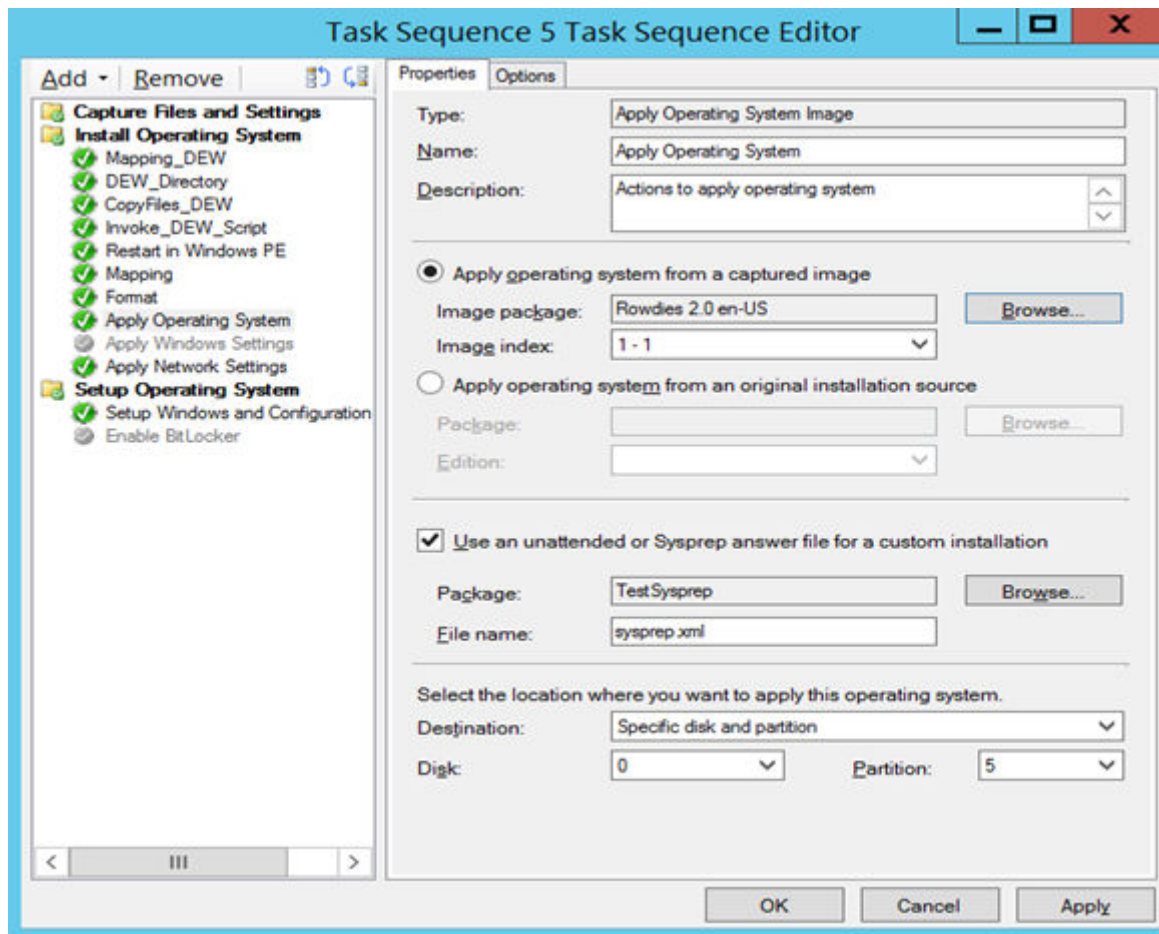 Task Sequence 5 Task Sequence Editor
Add Remove
Capture Files and Settings
Install Operating System
Mapping_DEW
DEW_Directory
CopyFiles_DEW
Invoke_DEW_Script
Restart in Windows PE
Mapping
Format
Apply Operating System
Apply Windows Settings
Apply Network Settings
Setup Operating System
Setup Windows and Configuration
Enable BitLocker
Properties Options
Type: Apply Operating System Image
Name: Apply Operating System
Description: Actions to apply operating system
Apply operating system from a captured image
Image package: Rowdies 2.0 en-US Browse...
Image index: 1 - 1
Apply operating system from an original installation source
Package: Browse...
Edition:
Use an unattended or Sysprep answer file for a custom installation
Package: TestSysprep Browse...
File name: sysprep.xml
Select the location where you want to apply this operating system.
Destination: Specific disk and partition
Disk: 0 Partition: 5
OK Cancel Apply